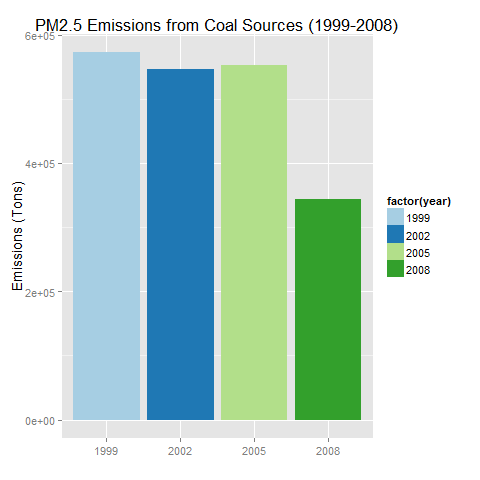 PM2.5 Emissions from Coal Sources (1999-2008)
Emissions (Tons)
6e+05
4e+05
2e+05
0e+00
1999
2002
2005
2008
factor(year)
1999
2002
2005
2008